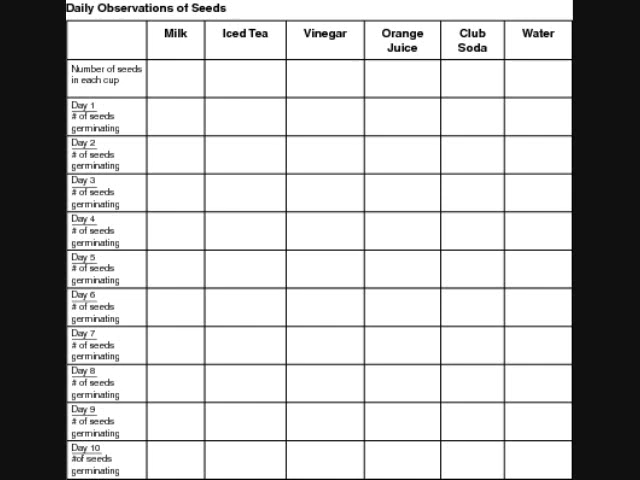 Daily Observations of Seeds
Milk Iced Tea Vinegar Orange Juice Club Soda Water
Number of seeds
in each cup
Day 1
# of seeds
germinating
Day 2
# of seeds
germinating
Day 3
# of seeds
germinating
Day 4
# of seeds
germinating
Day 5
# of seeds
germinating
Day 6
# of seeds
germinating
Day 7
# of seeds
germinating
Day 8
# of seeds
germinating
Day 9
# of seeds
germinating
Day 10
#of seeds
germinating